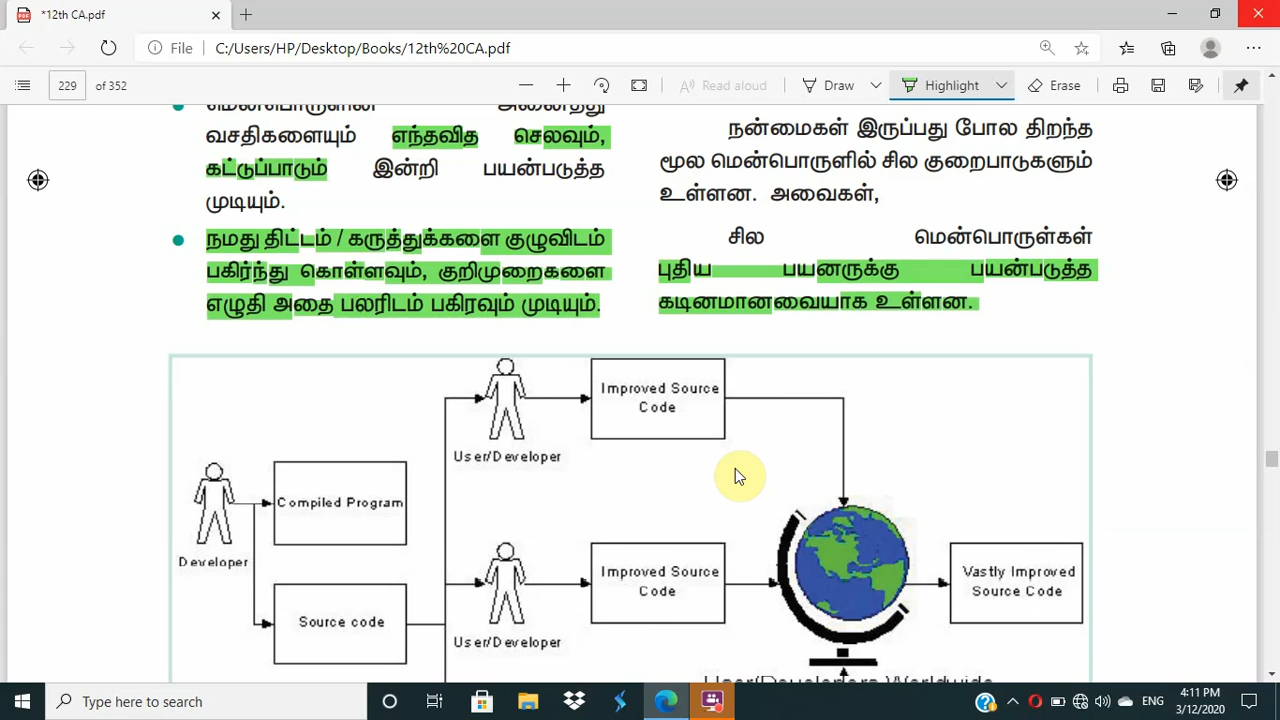 *12th CA.pdf
File
C:/Users/HP/Desktop/Books/12th%20CA.pdf
229 of 352
Read aloud
Draw
Highlight
Erase
வசதிகளையும் எந்தவித செலவும்,
கட்டுப்பாடும் இன்றி பயன்படுத்த
முடியும்.
நமது திட்டம் / கருத்துக்களை குழுவிடம்
பகிர்ந்து கொள்ளவும், குறிமுறைகளை
எழுதி அதை பலரிடம் பகிரவும் முடியும்.
நன்மைகள் இருப்பது போல திறந்த
மூல மென்பொருளில் சில குறைபாடுகளும்
உள்ளன. அவைகள்,
சில மென்பொருள்கள்
புதிய பயனருக்கு பயன்படுத்த
கடினமானவையாக உள்ளன.
Improved Source
Code
User/Developer
Compiled Program
Developer
Source code
Improved Source
Code
User/Developer
Vastly Improved
Source Code
Type here to search
ENG
4:11 PM
3/12/2020